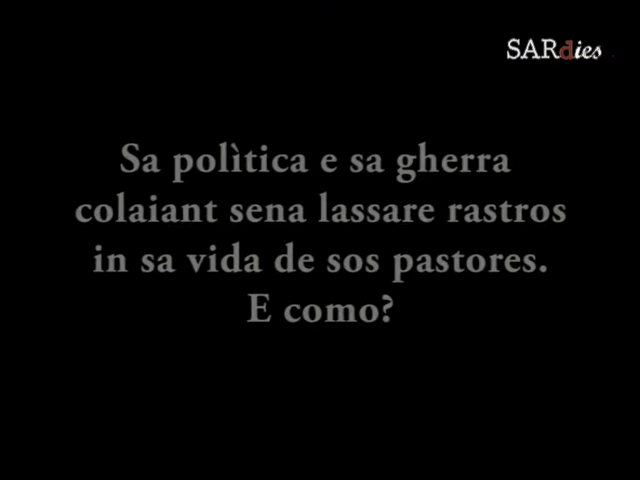 SARdies
Sa polìtica e sa gherra
colaiant sena lassare rastros
in sa vida de sos pastores.
E como?